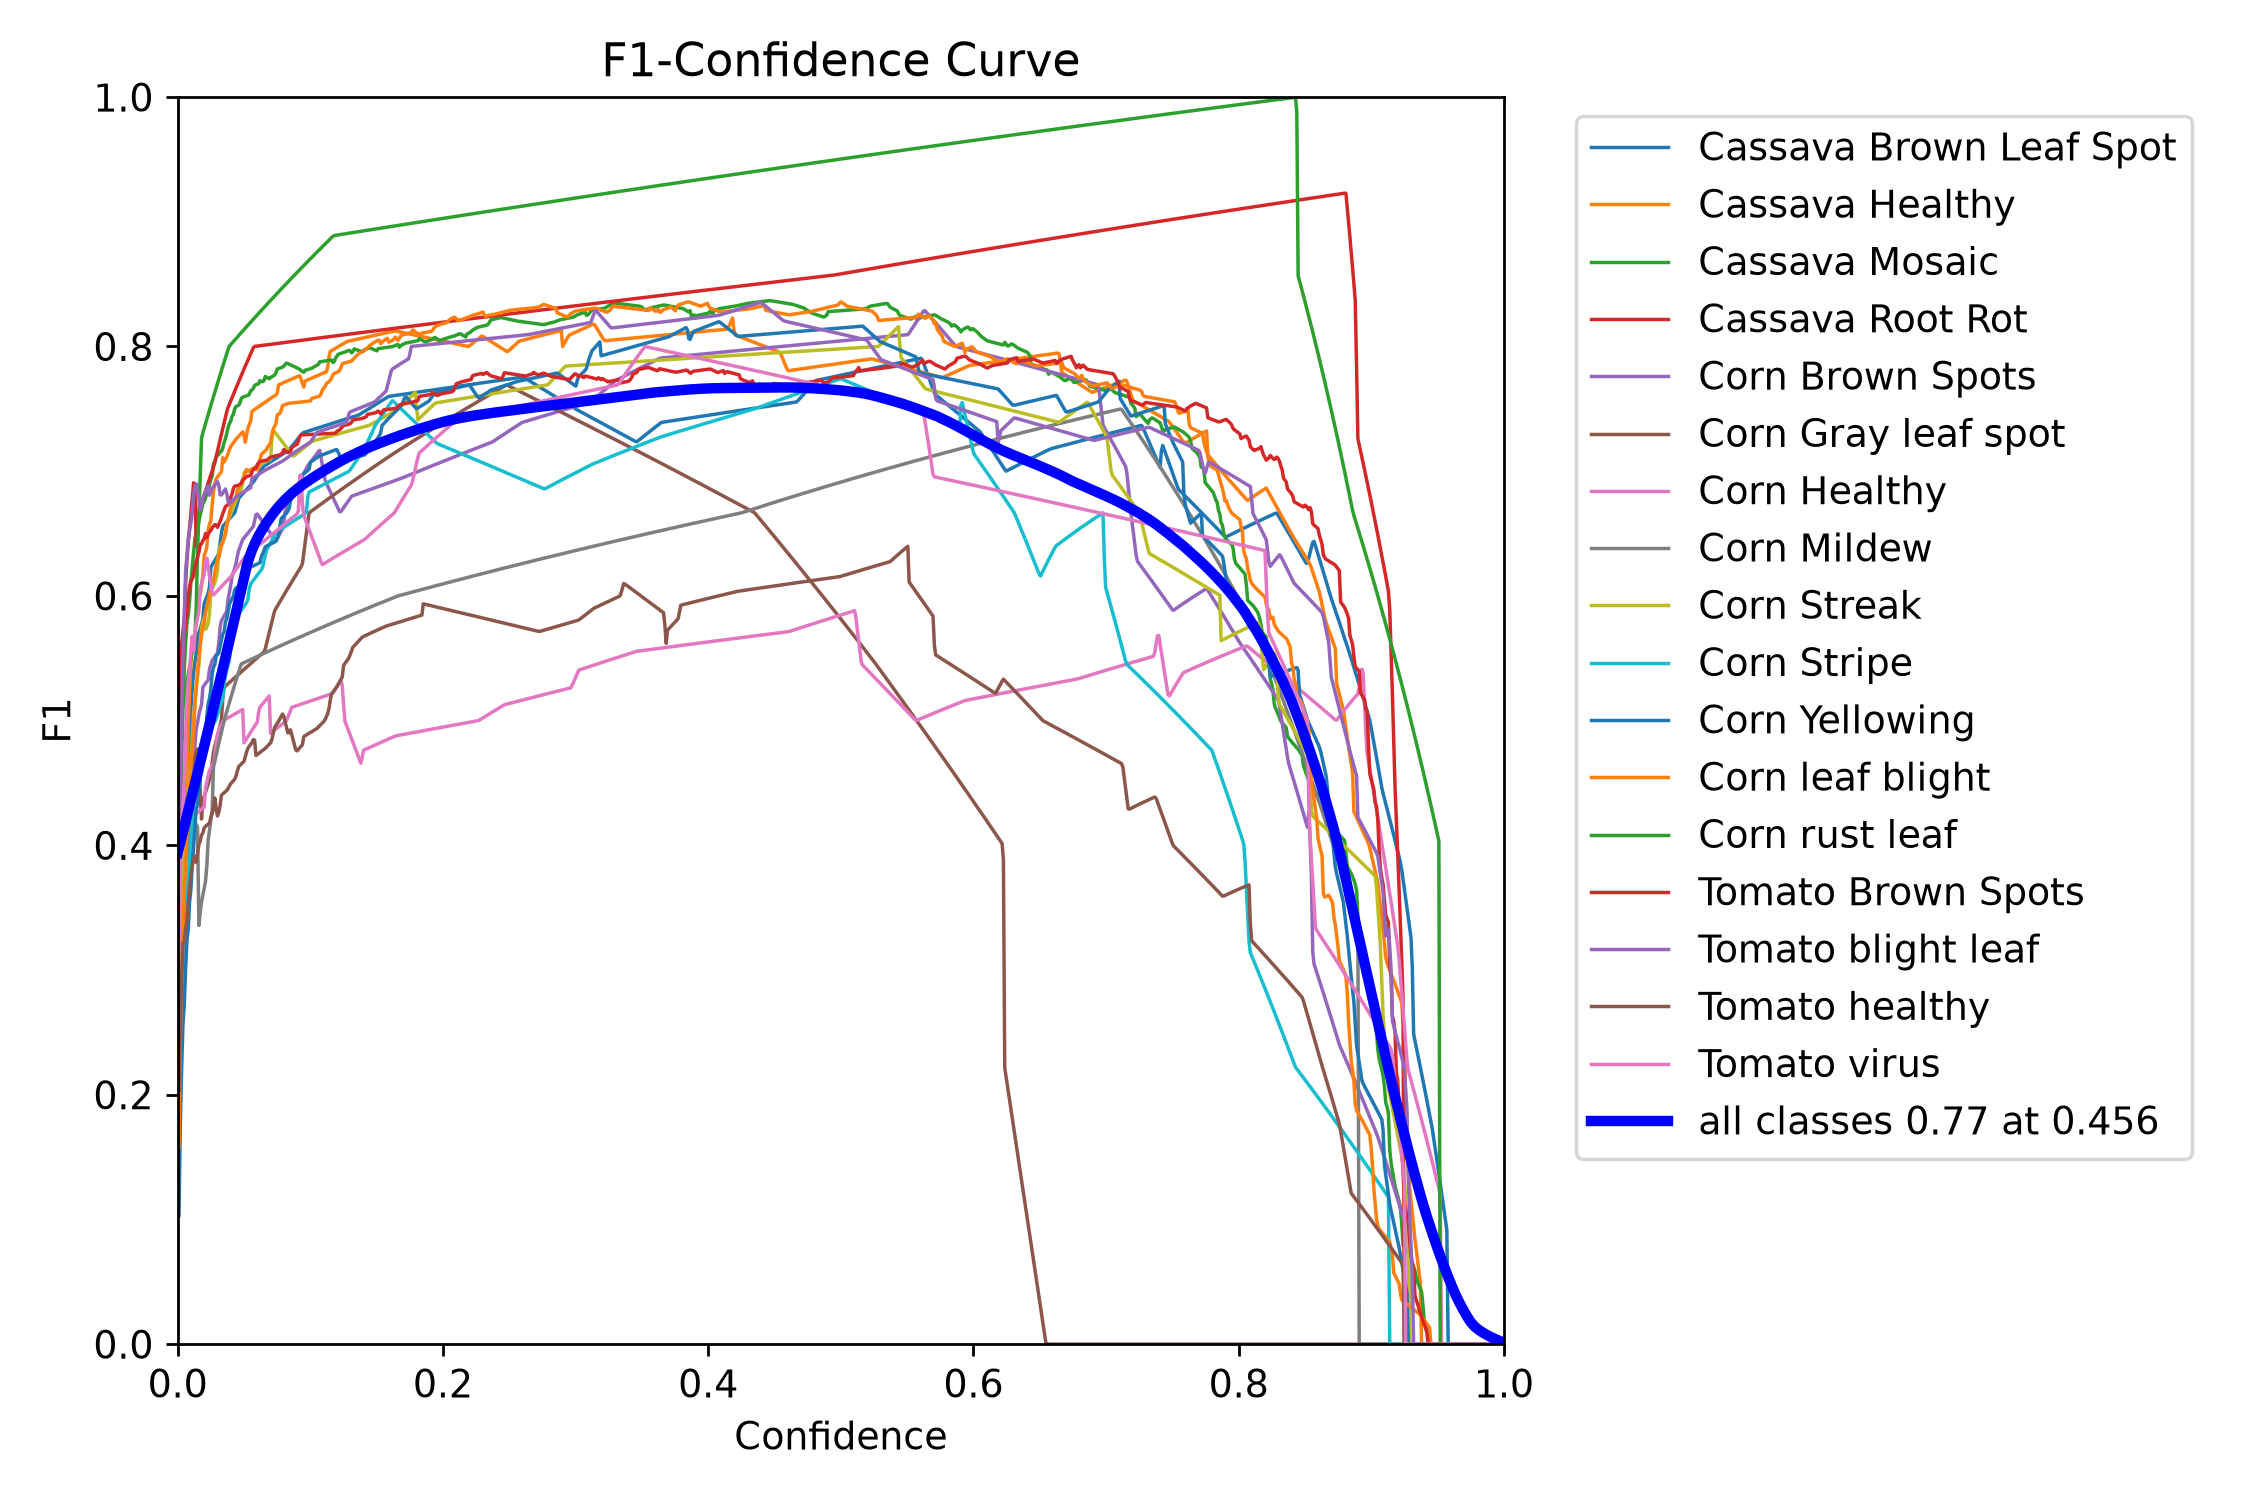 F1-Confidence Curve
1.0
0.8
0.6
0.4
0.2
0.0
F1
0.0 0.2 0.4 0.6 0.8 1.0
Confidence
Cassava Brown Leaf Spot
Cassava Healthy
Cassava Mosaic
Cassava Root Rot
Corn Brown Spots
Corn Gray leaf spot
Corn Healthy
Corn Mildew
Corn Streak
Corn Stripe
Corn Yellowing
Corn leaf blight
Corn rust leaf
Tomato Brown Spots
Tomato blight leaf
Tomato healthy
Tomato virus
all classes 0.77 at 0.456